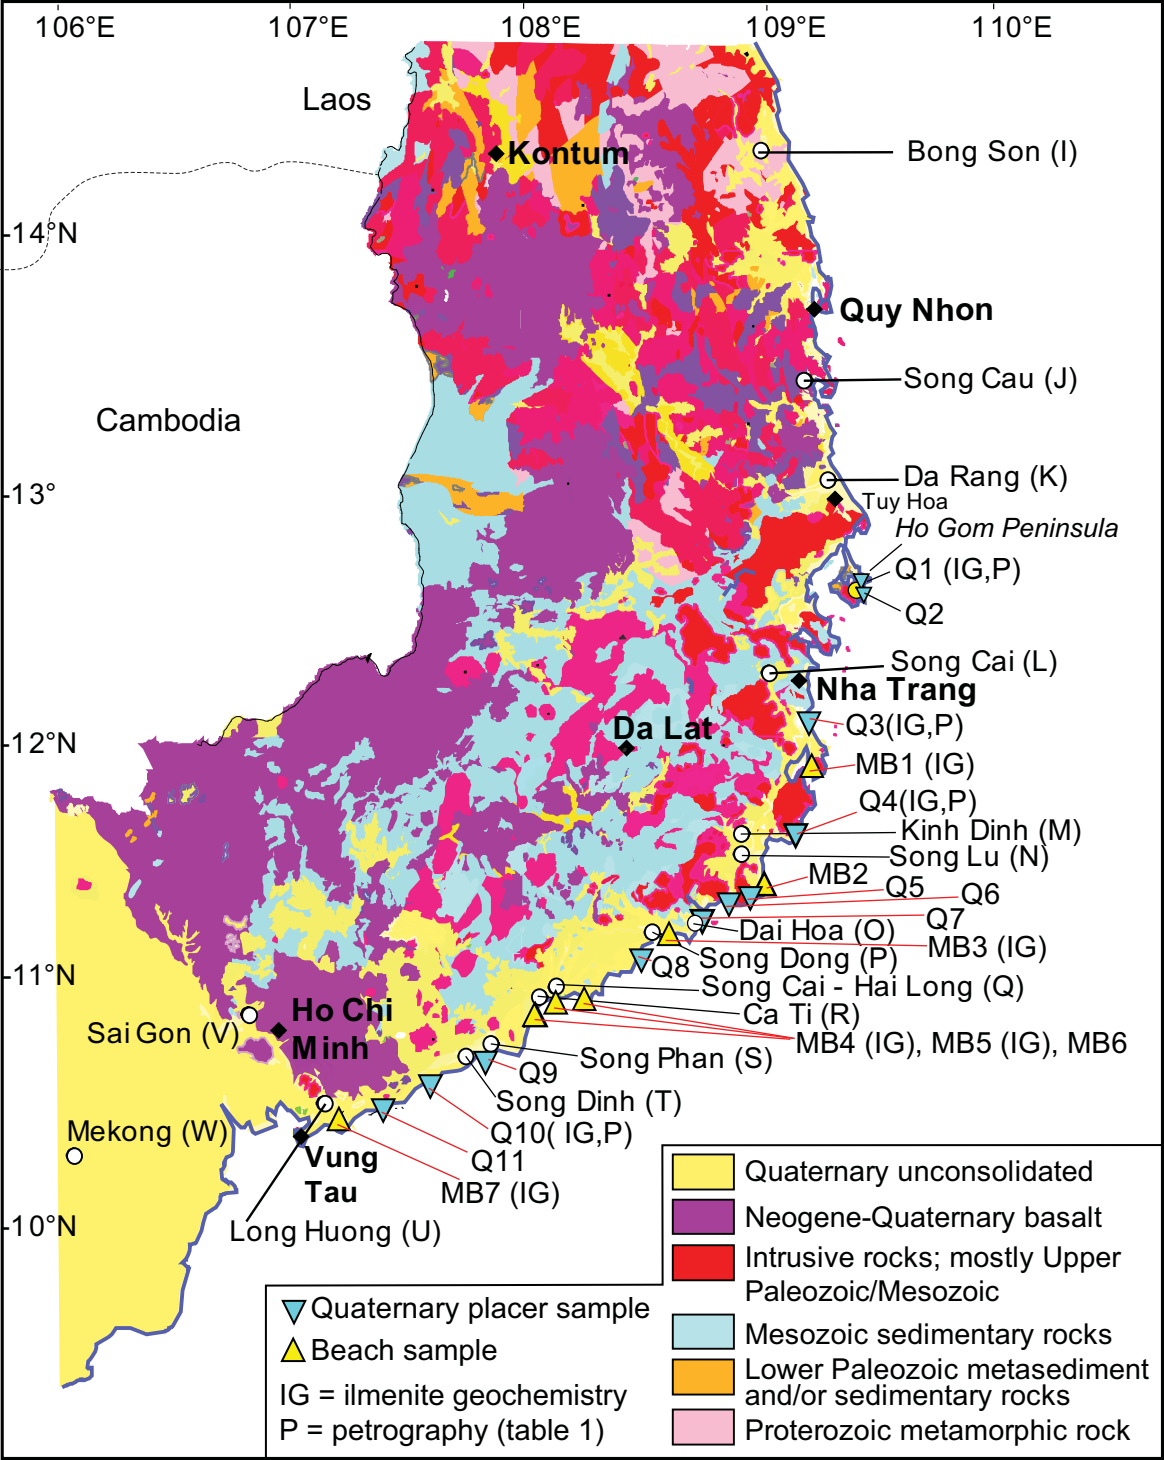 106°E 107°E 108°E 109°E 110°E
Laos
Kontum
Bong Son (I)
14°N
Quy Nhon
Song Cau (J)
Cambodia
Da Rang (K)
13°
Tuy Hoa
Ho Gom Peninsula
Q1 (IG,P)
Q2
Song Cai (L)
Nha Trang
Da Lat
Q3(IG,P)
12°N
MB1 (IG)
Q4(IG,P)
Kinh Dinh (M)
Song Lu (N)
MB2
Q5
Q6
Q7
Dai Hoa (O)
MB3 (IG)
Song Dong (P)
Q8
11°N
Song Cai - Hai Long (Q)
Ca Ti (R)
Ho Chi
Minh
Sai Gon (V)
MB4 (IG), MB5 (IG), MB6
Song Phan (S)
Q9
Song Dinh (T)
Q10( IG,P)
Mekong (W)
Q11
Vung
Tau
MB7 (IG)
Long Huong (U)
10°N
Quaternary unconsolidated
Neogene-Quaternary basalt
Intrusive rocks; mostly Upper
Paleozoic/Mesozoic
Mesozoic sedimentary rocks
Lower Paleozoic metasediment
and/or sedimentary rocks
Proterozoic metamorphic rock
Quaternary placer sample
Beach sample
IG = ilmenite geochemistry
P = petrography (table 1)